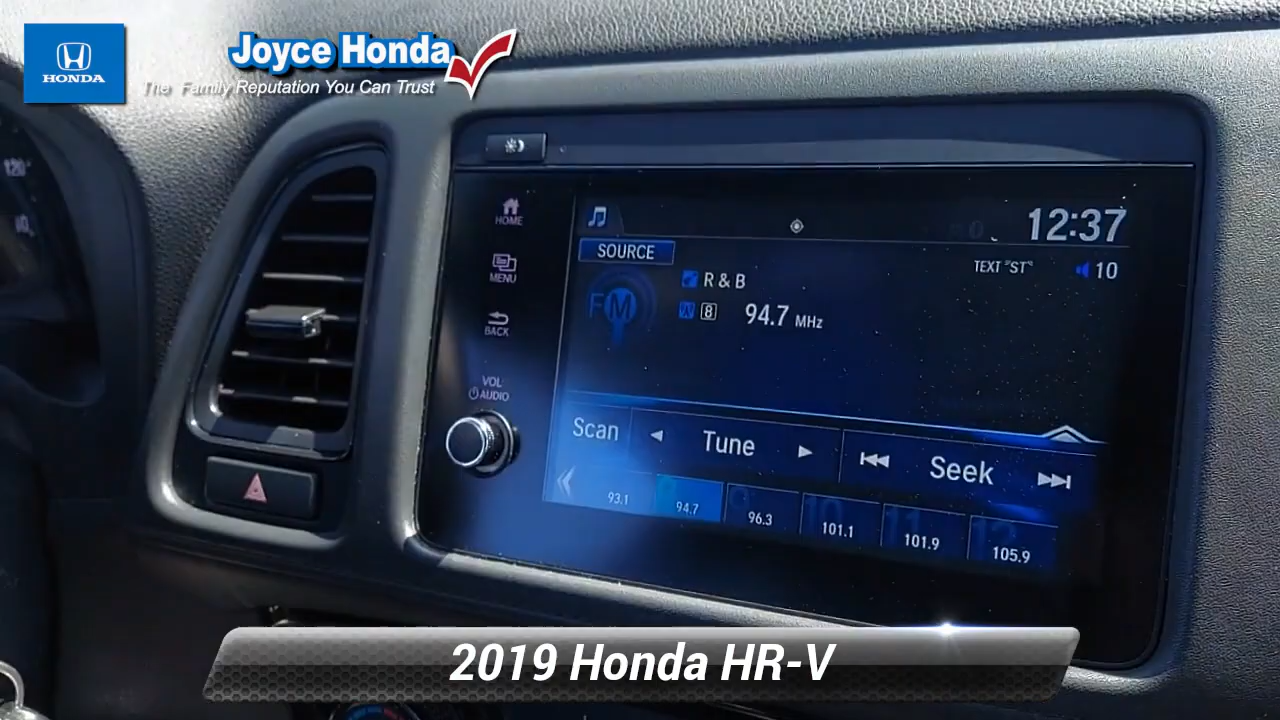 HONDA
Joyce Honda
The Family Reputation You Can Trust
120
HOME
12:37
SOURCE
TEXT "ST"
10
MENU
R & B
FM
8
94.7 MHz
BACK
VOL
AUDIO
Scan
Tune
Seek
93.1
94.7
96.3
101.1
101.9
105.9
2019 Honda HR-V